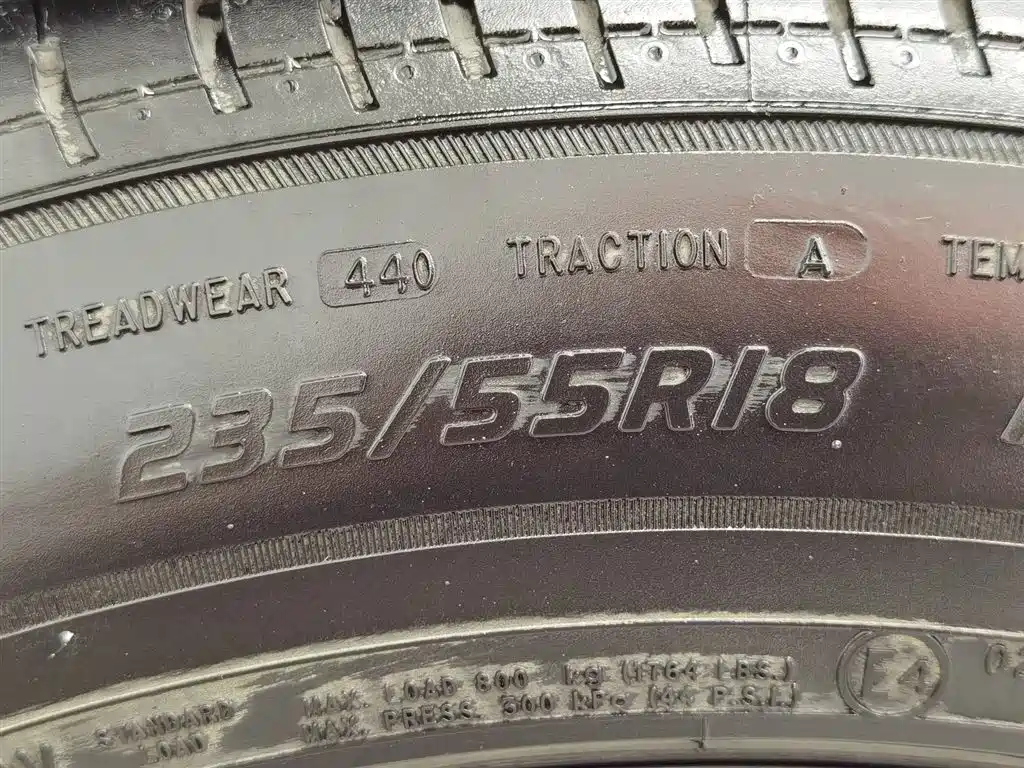 TREADWEAR 440 TRACTION A TEM
235/55R18
STANDARD
LOAD
MAX. LOAD 800 kg (1764 LBS.)
MAX. PRESS. 300 kPa (44 P.S.I.)
E4
02